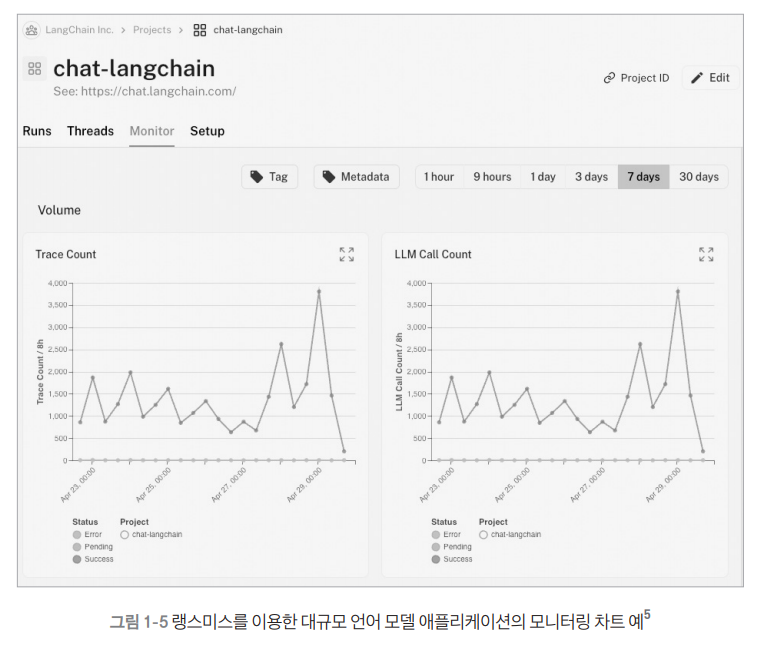 LangChain Inc. > Projects > chat-langchain
chat-langchain
See: https://chat.langchain.com/
Project ID
Edit
Runs Threads Monitor Setup
Tag Metadata 1 hour 9 hours 1 day 3 days 7 days 30 days
Volume
Trace Count
4,000
3,500
3,000
2,500
2,000
1,500
1,000
500
0
Trace Count / 8h
Apr 23, 00:00
Apr 25, 00:00
Apr 27, 00:00
Apr 29, 00:00
Status Project
Error chat-langchain
Pending
Success
LLM Call Count
4,000
3,500
3,000
2,500
2,000
1,500
1,000
500
0
LLM Call Count / 8h
Apr 23, 00:00
Apr 25, 00:00
Apr 27, 00:00
Apr 29, 00:00
Status Project
Error chat-langchain
Pending
Success
그림 1-5 랭스미스를 이용한 대규모 언어 모델 애플리케이션의 모니터링 차트 예5